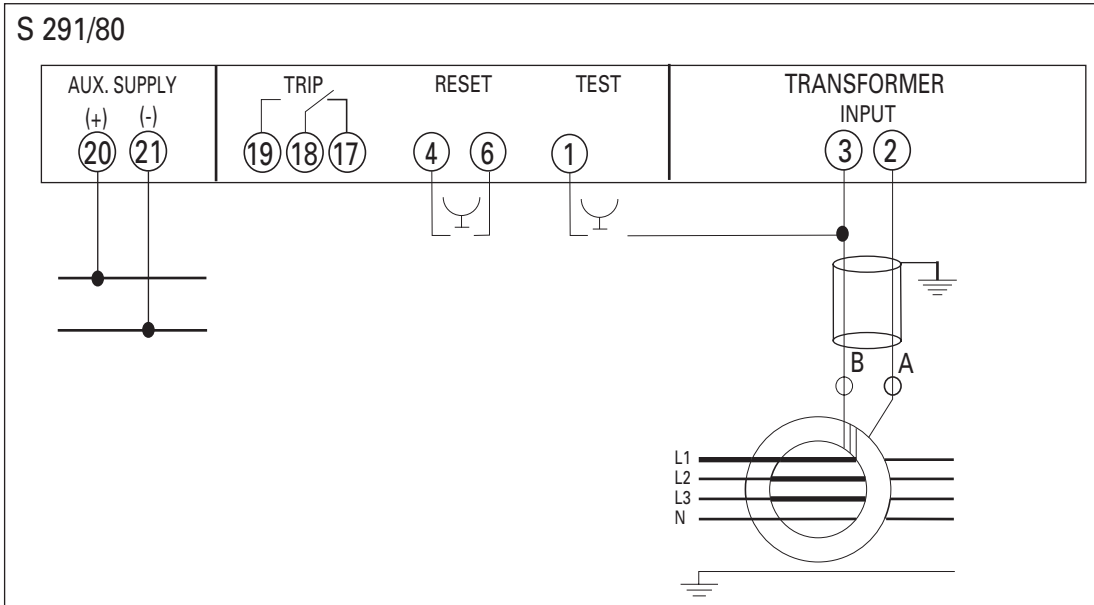 S 291/80
AUX. SUPPLY TRIP RESET TEST TRANSFORMER
INPUT
(+) (-)
20 21 19 18 17 4 6 1 3 2
B A
L1
L2
L3
N